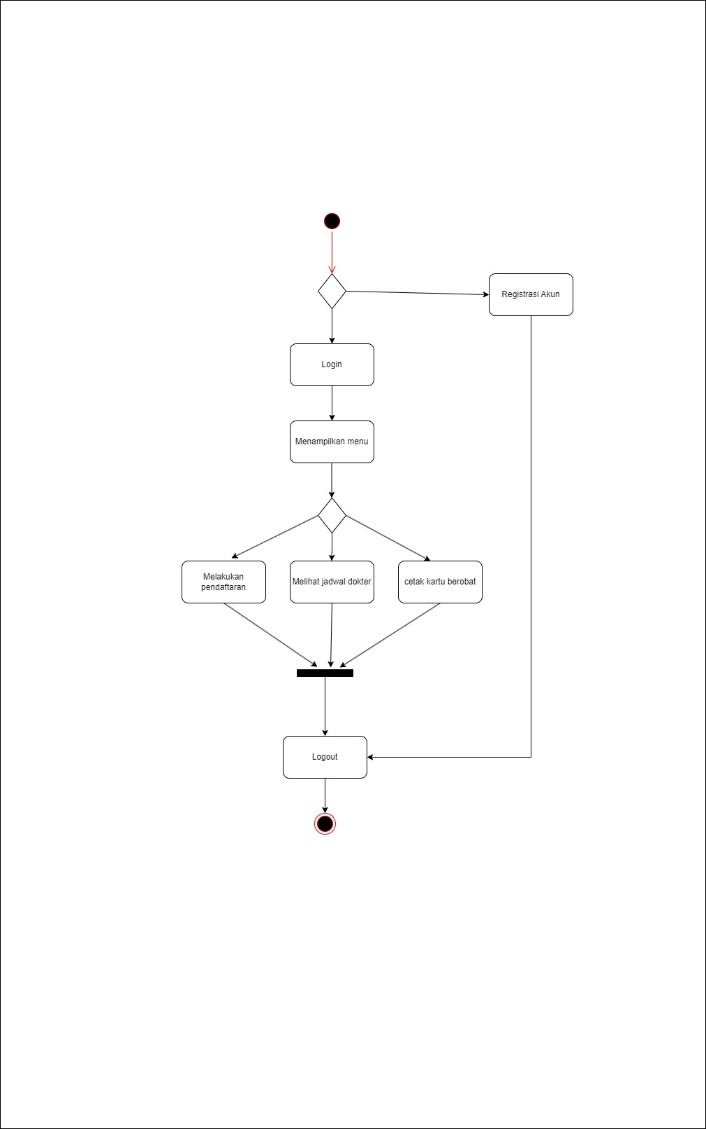 Registrasi Akun
Login
Menampilkan menu
Melakukan
pendaftaran
Melihat jadwal dokter
cetak kartu berobat
Logout